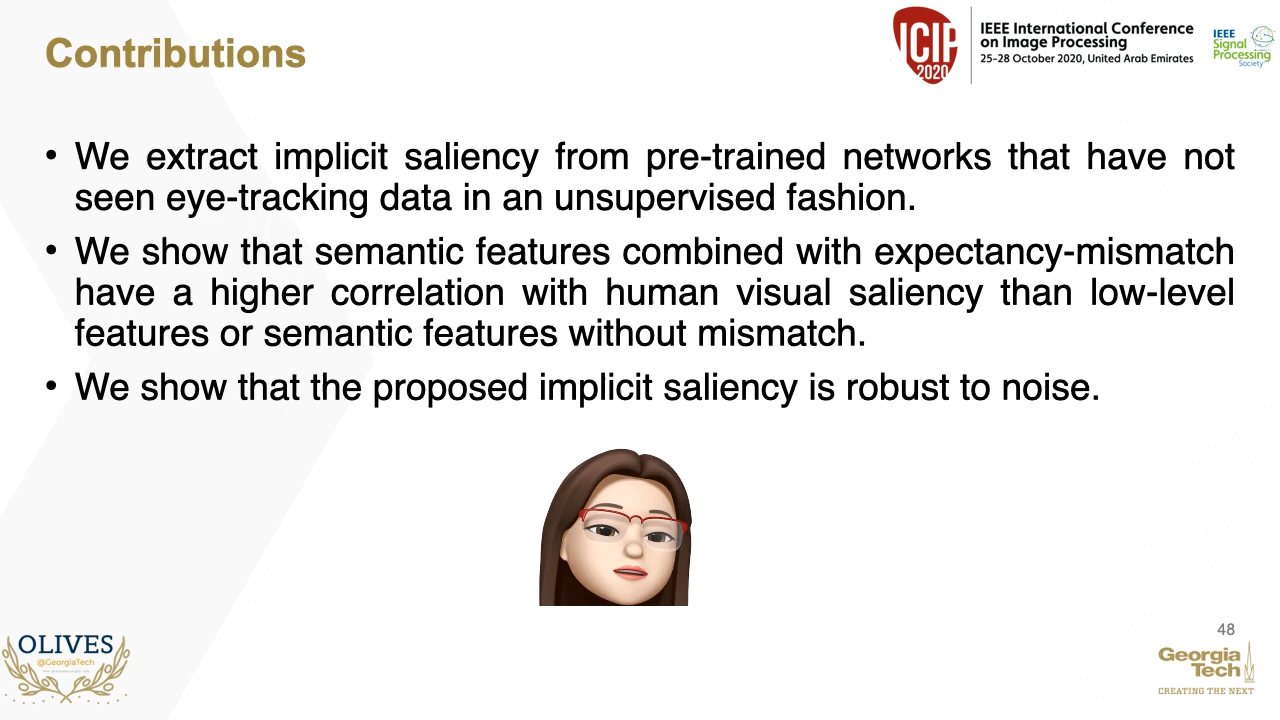 Contributions
ICIP
2020
IEEE International Conference
on Image Processing
25-28 October 2020, United Arab Emirates
IEEE
Signal
Processing
Society
• We extract implicit saliency from pre-trained networks that have not
seen eye-tracking data in an unsupervised fashion.
• We show that semantic features combined with expectancy-mismatch
have a higher correlation with human visual saliency than low-level
features or semantic features without mismatch.
• We show that the proposed implicit saliency is robust to noise.
OLIVES
@GeorgiaTech
48
Georgia
Tech
CREATING THE NEXT